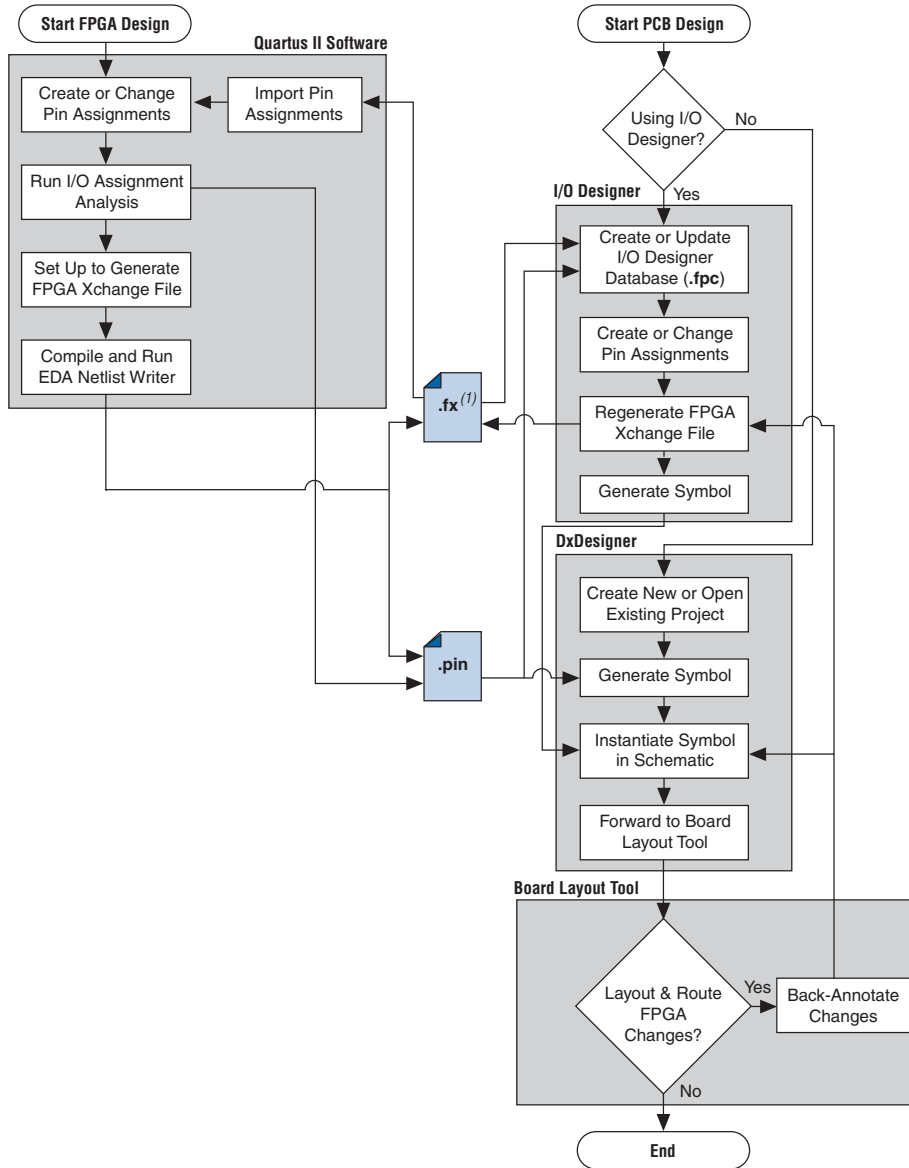 Start FPGA Design
Quartus II Software
Create or Change
Pin Assignments
Import Pin
Assignments
Run I/O Assignment
Analysis
Set Up to Generate
FPGA Xchange File
Compile and Run
EDA Netlist Writer
.fx (1)
.pin
Start PCB Design
Using I/O
Designer?
No
Yes
I/O Designer
Create or Update
I/O Designer
Database (.fpc)
Create or Change
Pin Assignments
Regenerate FPGA
Xchange File
Generate Symbol
DxDesigner
Create New or Open
Existing Project
Generate Symbol
Instantiate Symbol
in Schematic
Forward to Board
Layout Tool
Board Layout Tool
Layout & Route
FPGA
Changes?
Yes
Back-Annotate
Changes
No
End